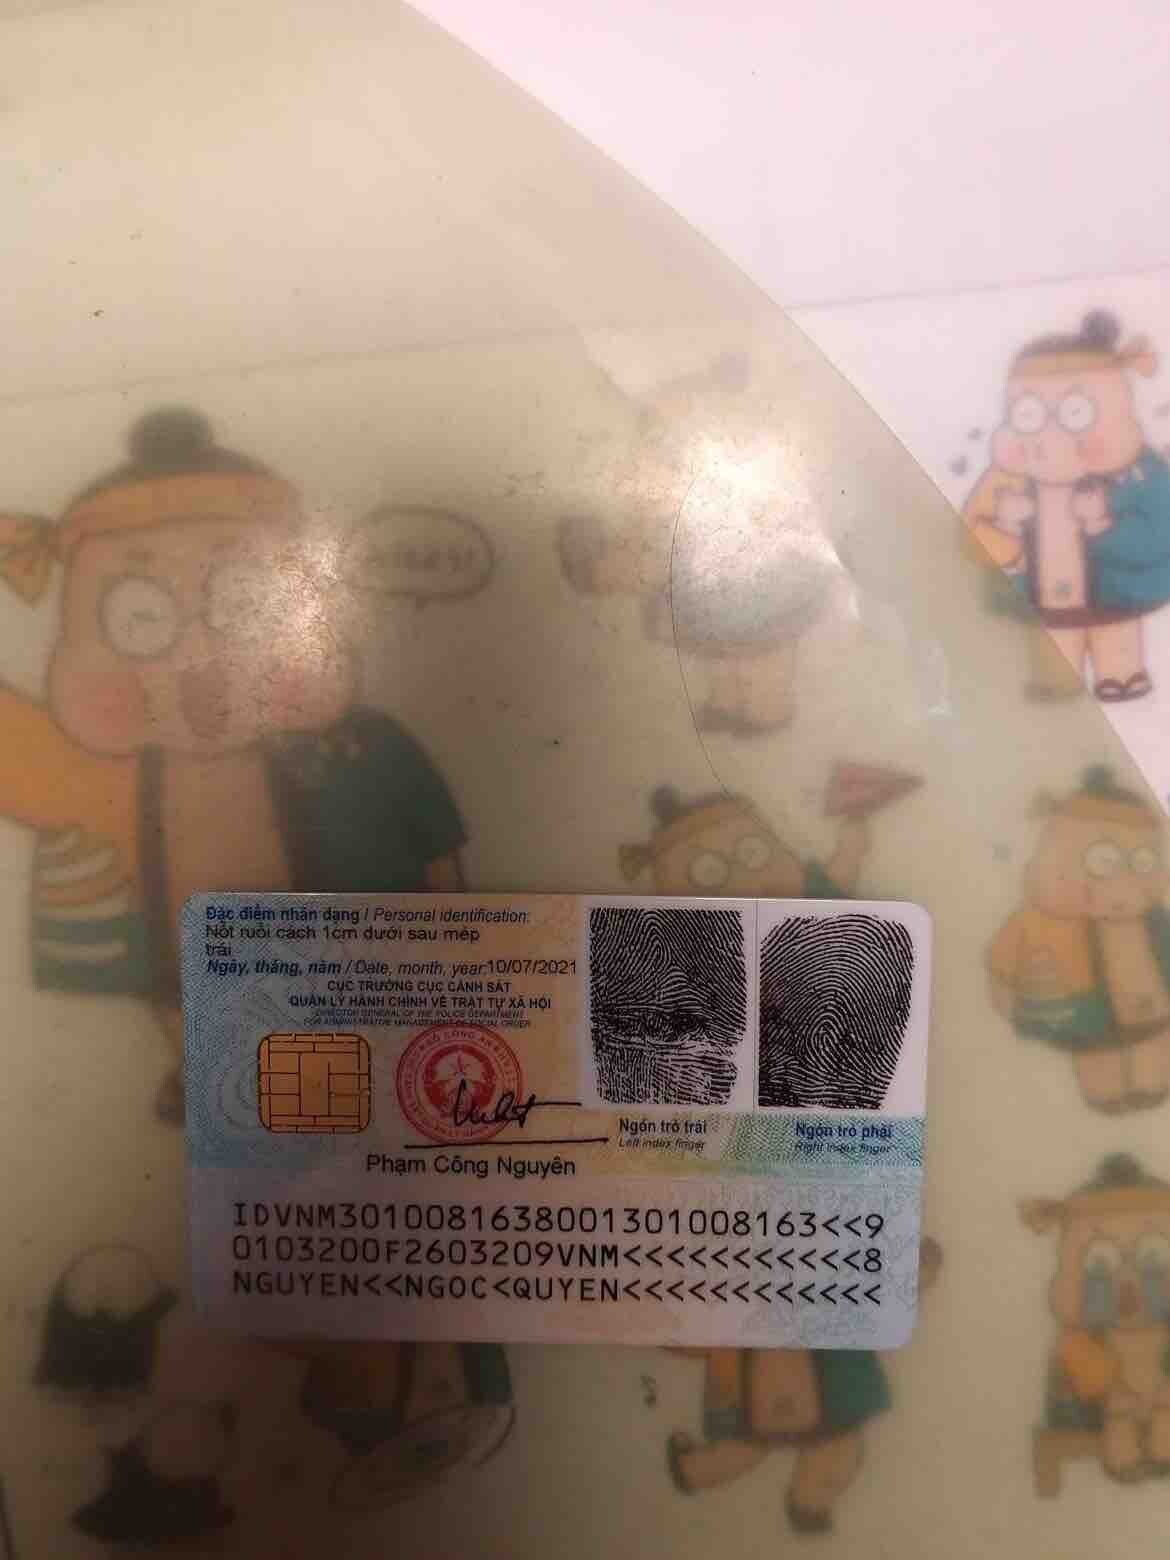 Đặc điểm nhân dạng / Personal identification:
Nốt ruồi cách 1cm dưới sau mép
trái
Ngày, tháng, năm / Date, month, year: 10/07/2021
CỤC TRƯỞNG CỤC CẢNH SÁT
QUẢN LÝ HÀNH CHÍNH VỀ TRẬT TỰ XÃ HỘI
DIRECTOR GENERAL OF THE POLICE DEPARTMENT
FOR ADMINISTRATIVE MANAGEMENT OF SOCIAL ORDER
Ngón trỏ trái
Left index finger
Ngón trỏ phải
Right index finger
Phạm Công Nguyên
IDVNM3010081638001301008163<<9
0103200F2603209VNM<<<<<<<<<<<8
NGUYEN<<NGOC<QUYEN<<<<<<<<<<<<